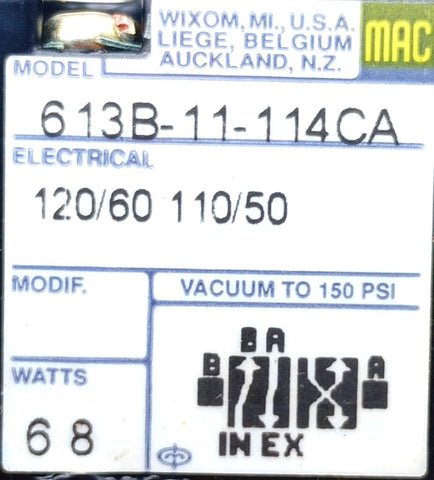 WIXOM, MI., U.S.A.
LIEGE, BELGIUM
AUCKLAND, N.Z.
MAC
MODEL
613B-11-114CA
ELECTRICAL
120/60 110/50
MODIF.
VACUUM TO 150 PSI
WATTS
6 8
B A
B A
IN EX